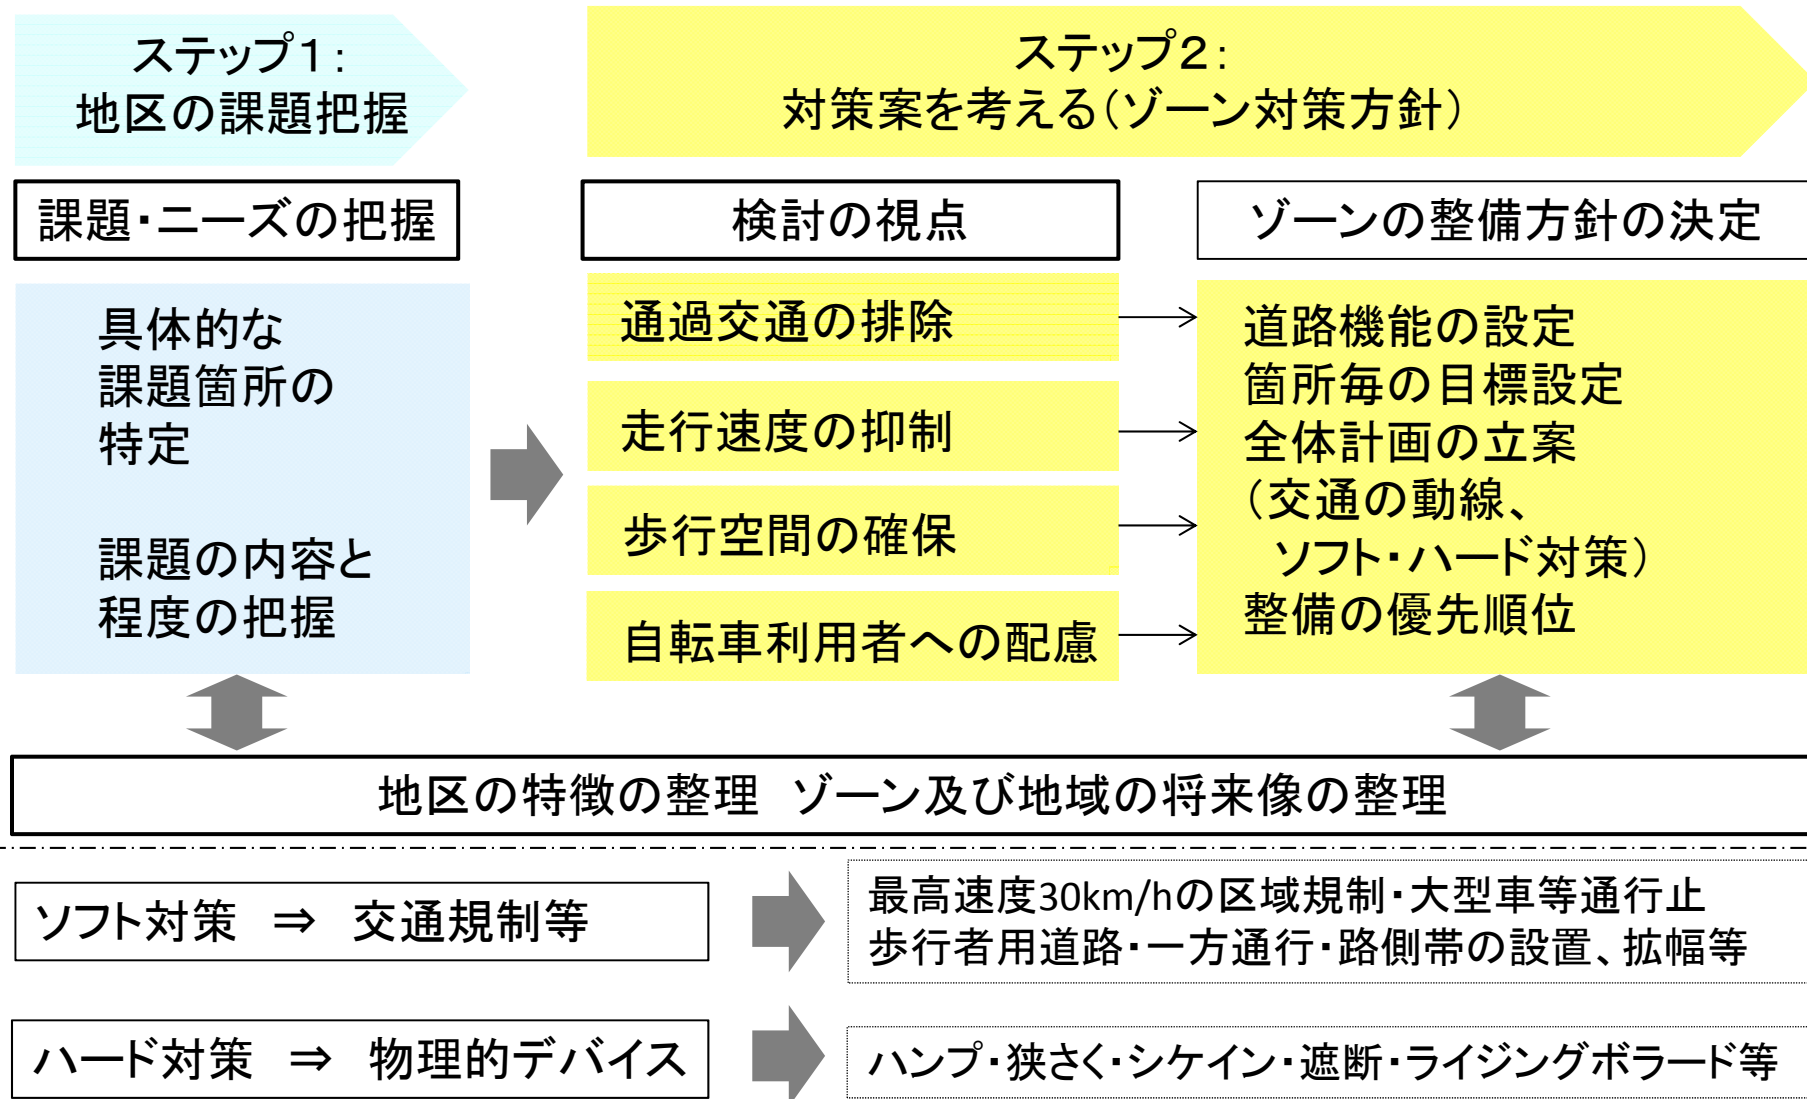 ステップ1:
地区の課題把握
ステップ2:
対策案を考える(ゾーン対策方針)
課題・ニーズの把握
検討の視点
ゾーンの整備方針の決定
具体的な
課題箇所の
特定
課題の内容と
程度の把握
通過交通の排除
走行速度の抑制
歩行空間の確保
自転車利用者への配慮
道路機能の設定
箇所毎の目標設定
全体計画の立案
(交通の動線、
ソフト・ハード対策)
整備の優先順位
地区の特徴の整理 ゾーン及び地域の将来像の整理
ソフト対策 ⇒ 交通規制等
最高速度30km/hの区域規制・大型車等通行止
歩行者用道路・一方通行・路側帯の設置、拡幅等
ハード対策 ⇒ 物理的デバイス
ハンプ・狭さく・シケイン・遮断・ライジングボラード等